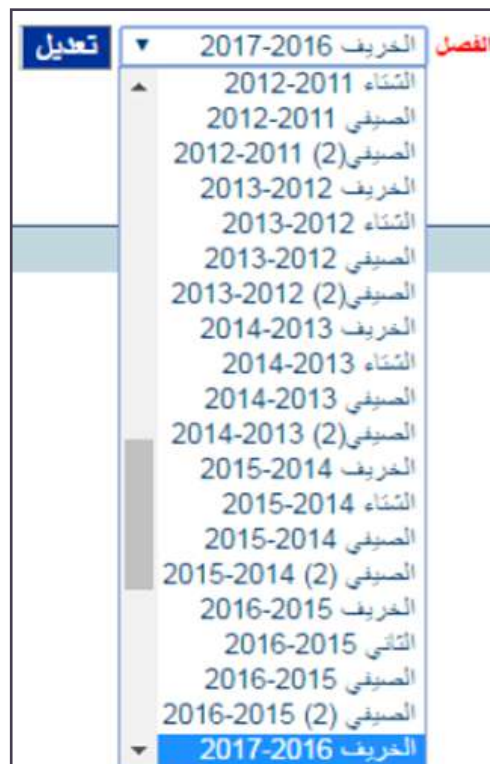 الفصل الخريف 2016-2017 تعديل
الشتاء 2011-2012
الصيفي 2011-2012
الصيفي(2) 2011-2012
الخريف 2012-2013
الشتاء 2012-2013
الصيفي 2012-2013
الصيفي(2) 2012-2013
الخريف 2013-2014
الشتاء 2013-2014
الصيفي 2013-2014
الصيفي(2) 2013-2014
الخريف 2014-2015
الشتاء 2014-2015
الصيفي 2014-2015
الصيفي (2) 2014-2015
الخريف 2015-2016
الثاني 2015-2016
الصيفي 2015-2016
الصيفي (2) 2015-2016
الخريف 2016-2017